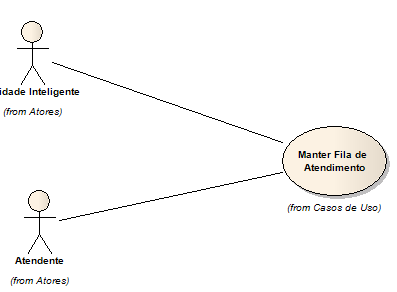 idade Inteligente
(from Atores)
Manter Fila de
Atendimento
(from Casos de Uso)
Atendente
(from Atores)